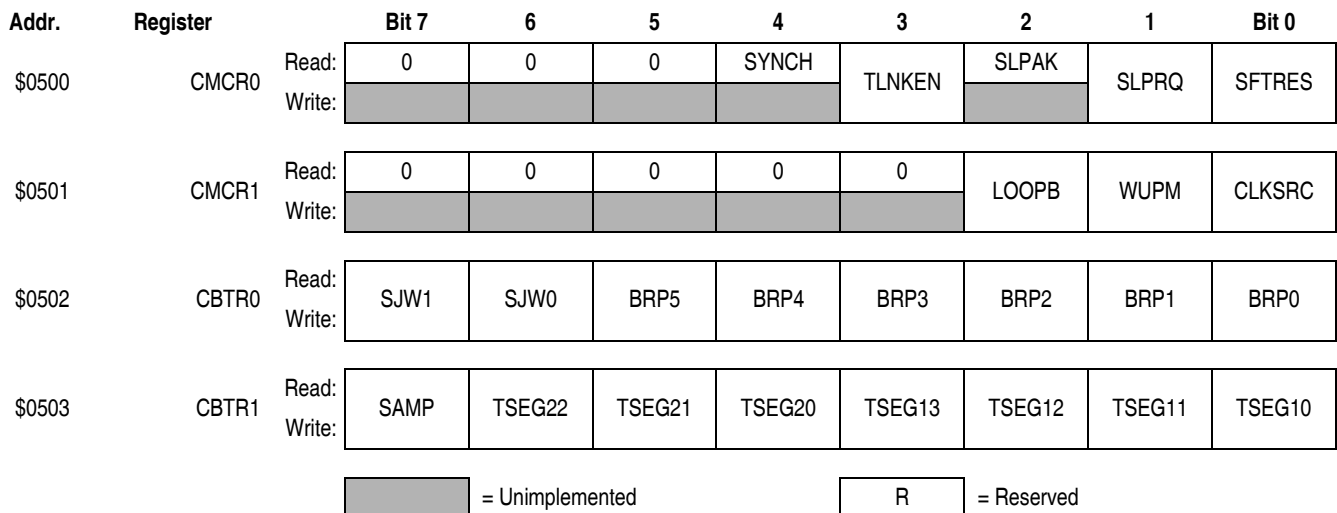 Addr. Register Bit 7 6 5 4 3 2 1 Bit 0
$0500 CMCR0 Read: 0 0 0 SYNCH TLNKEN SLPAK SLPRQ SFTRES
Write:
$0501 CMCR1 Read: 0 0 0 0 0 LOOPB WUPM CLKSRC
Write:
$0502 CBTR0 Read: SJW1 SJW0 BRP5 BRP4 BRP3 BRP2 BRP1 BRP0
Write:
$0503 CBTR1 Read: SAMP TSEG22 TSEG21 TSEG20 TSEG13 TSEG12 TSEG11 TSEG10
Write:
= Unimplemented R = Reserved